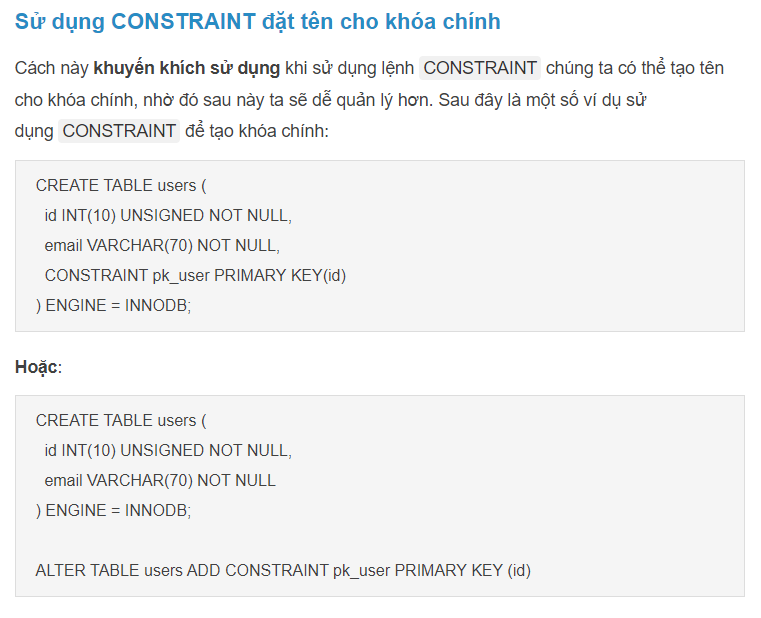 Sử dụng CONSTRAINT đặt tên cho khóa chính
Cách này khuyến khích sử dụng khi sử dụng lệnh CONSTRAINT chúng ta có thể tạo tên
cho khóa chính, nhờ đó sau này ta sẽ dễ quản lý hơn. Sau đây là một số ví dụ sử
dụng CONSTRAINT để tạo khóa chính:
CREATE TABLE users (
id INT(10) UNSIGNED NOT NULL,
email VARCHAR(70) NOT NULL,
CONSTRAINT pk_user PRIMARY KEY(id)
) ENGINE = INNODB;
Hoặc:
CREATE TABLE users (
id INT(10) UNSIGNED NOT NULL,
email VARCHAR(70) NOT NULL
) ENGINE = INNODB;
ALTER TABLE users ADD CONSTRAINT pk_user PRIMARY KEY (id)